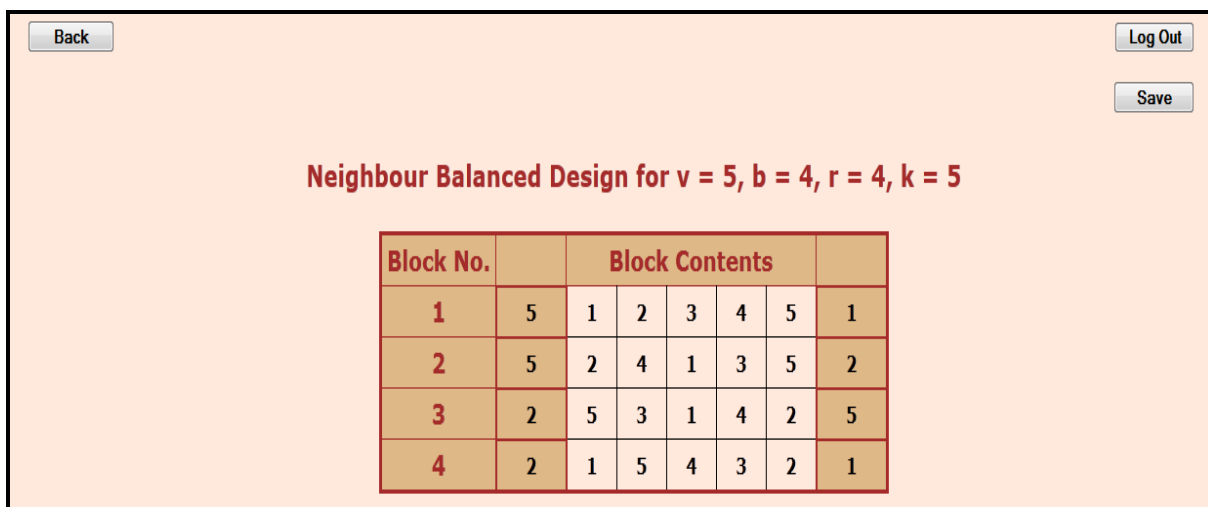 Back
Log Out
Save
Neighbour Balanced Design for v = 5, b = 4, r = 4, k = 5
Block No. Block Contents
1 5 1 2 3 4 5 1
2 5 2 4 1 3 5 2
3 2 5 3 1 4 2 5
4 2 1 5 4 3 2 1